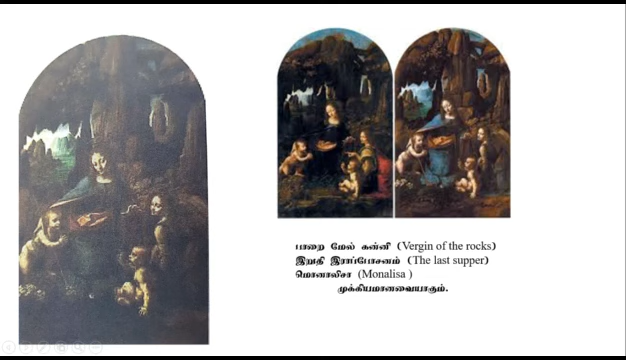 பாறை மேல் கன்னி (Vergin of the rocks)
இறுதி இராப்போசனம் (The last supper)
மொனாலிசா (Monalisa )
முக்கியமானவையாகும்.